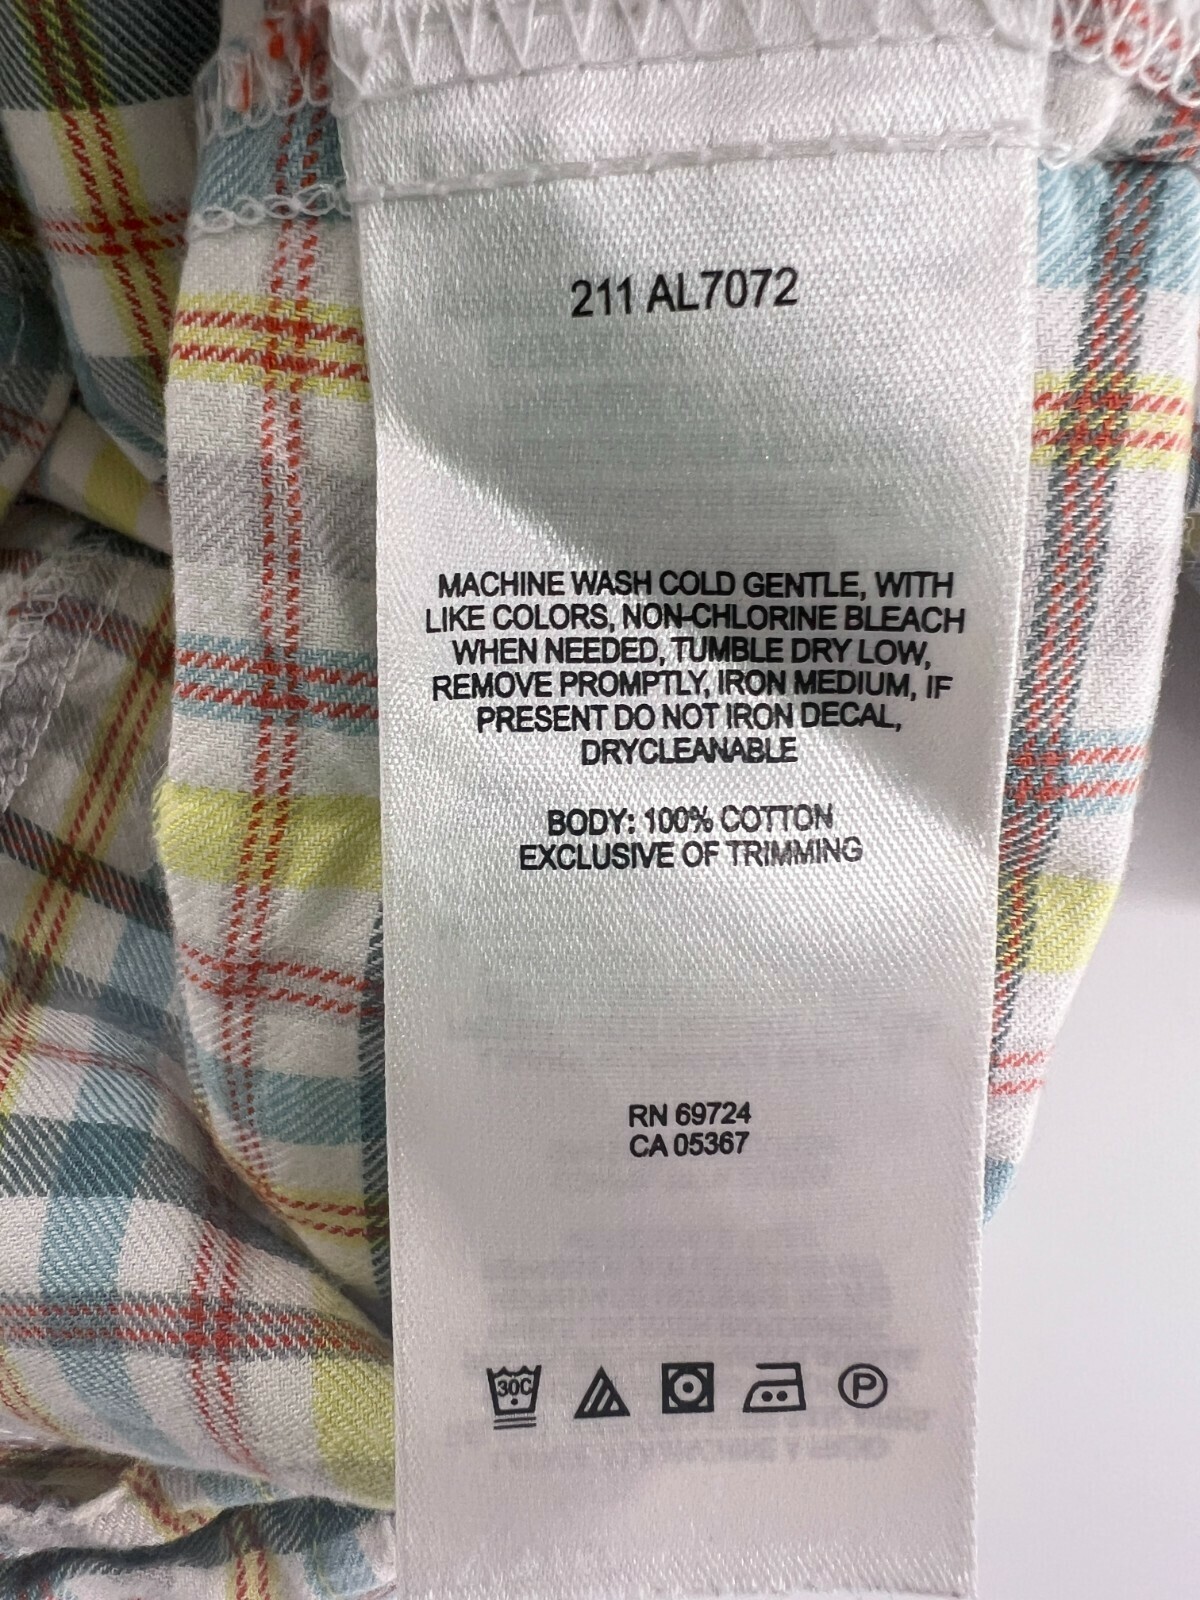 211 AL7072
MACHINE WASH COLD GENTLE, WITH
LIKE COLORS, NON-CHLORINE BLEACH
WHEN NEEDED, TUMBLE DRY LOW,
REMOVE PROMPTLY, IRON MEDIUM, IF
PRESENT DO NOT IRON DECAL,
DRYCLEANABLE
BODY: 100% COTTON
EXCLUSIVE OF TRIMMING
RN 69724
CA 05367
30C P